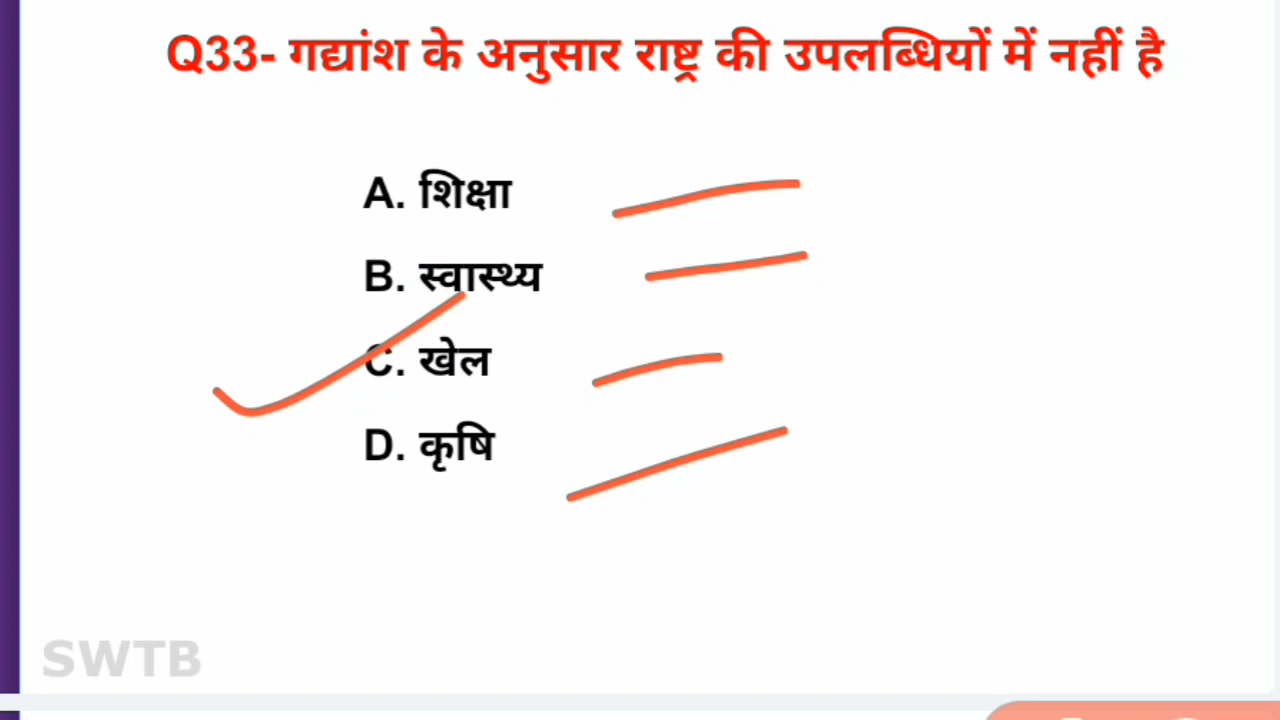 Q33- गद्यांश के अनुसार राष्ट्र की उपलब्धियों में नहीं है
A. शिक्षा
B. स्वास्थ्य
C. खेल
D. कृषि
SWTB